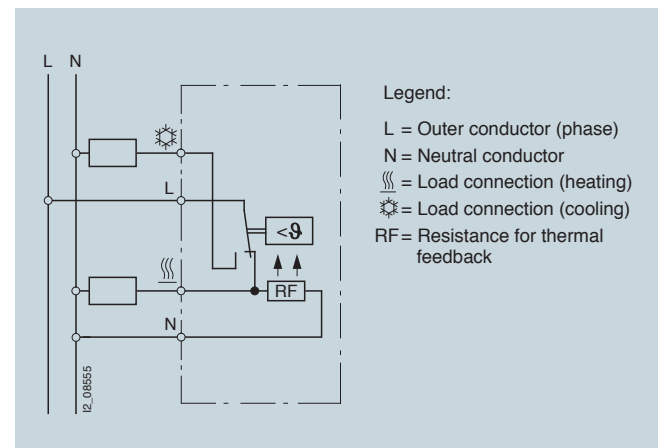 L N
L
<ϑ
RF
N
I2_08555
Legend:
L = Outer conductor (phase)
N = Neutral conductor
= Load connection (heating)
= Load connection (cooling)
RF = Resistance for thermal
feedback